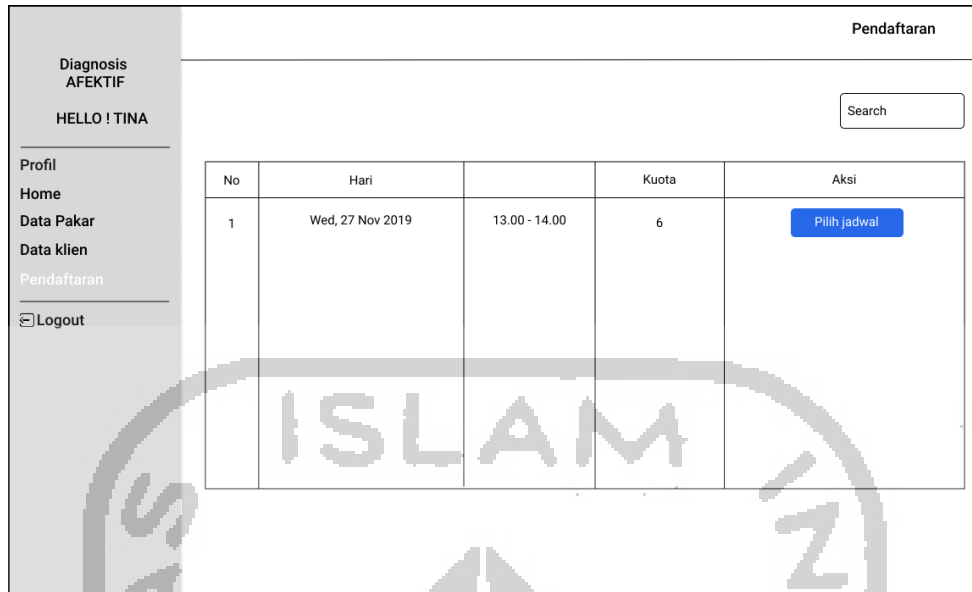 Pendaftaran
Diagnosis
AFEKTIF
HELLO ! TINA
Search
Profil
Home
Data Pakar
Data klien
Pendaftaran
Logout
No Hari Kuota Aksi
1 Wed, 27 Nov 2019 13.00 - 14.00 6 Pilih jadwal
ISLAM